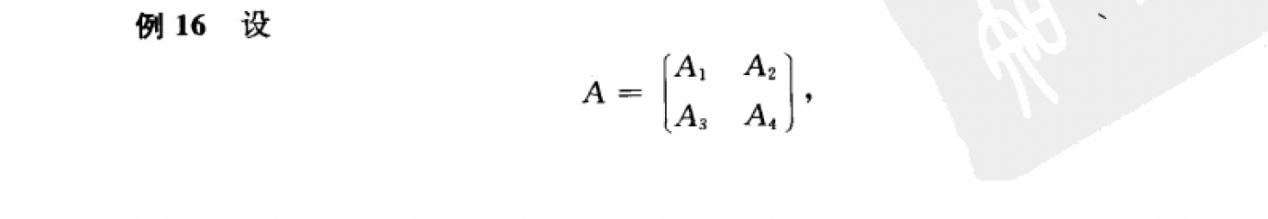 例 16 设
A = [A₁ A₂
A₃ A₄],